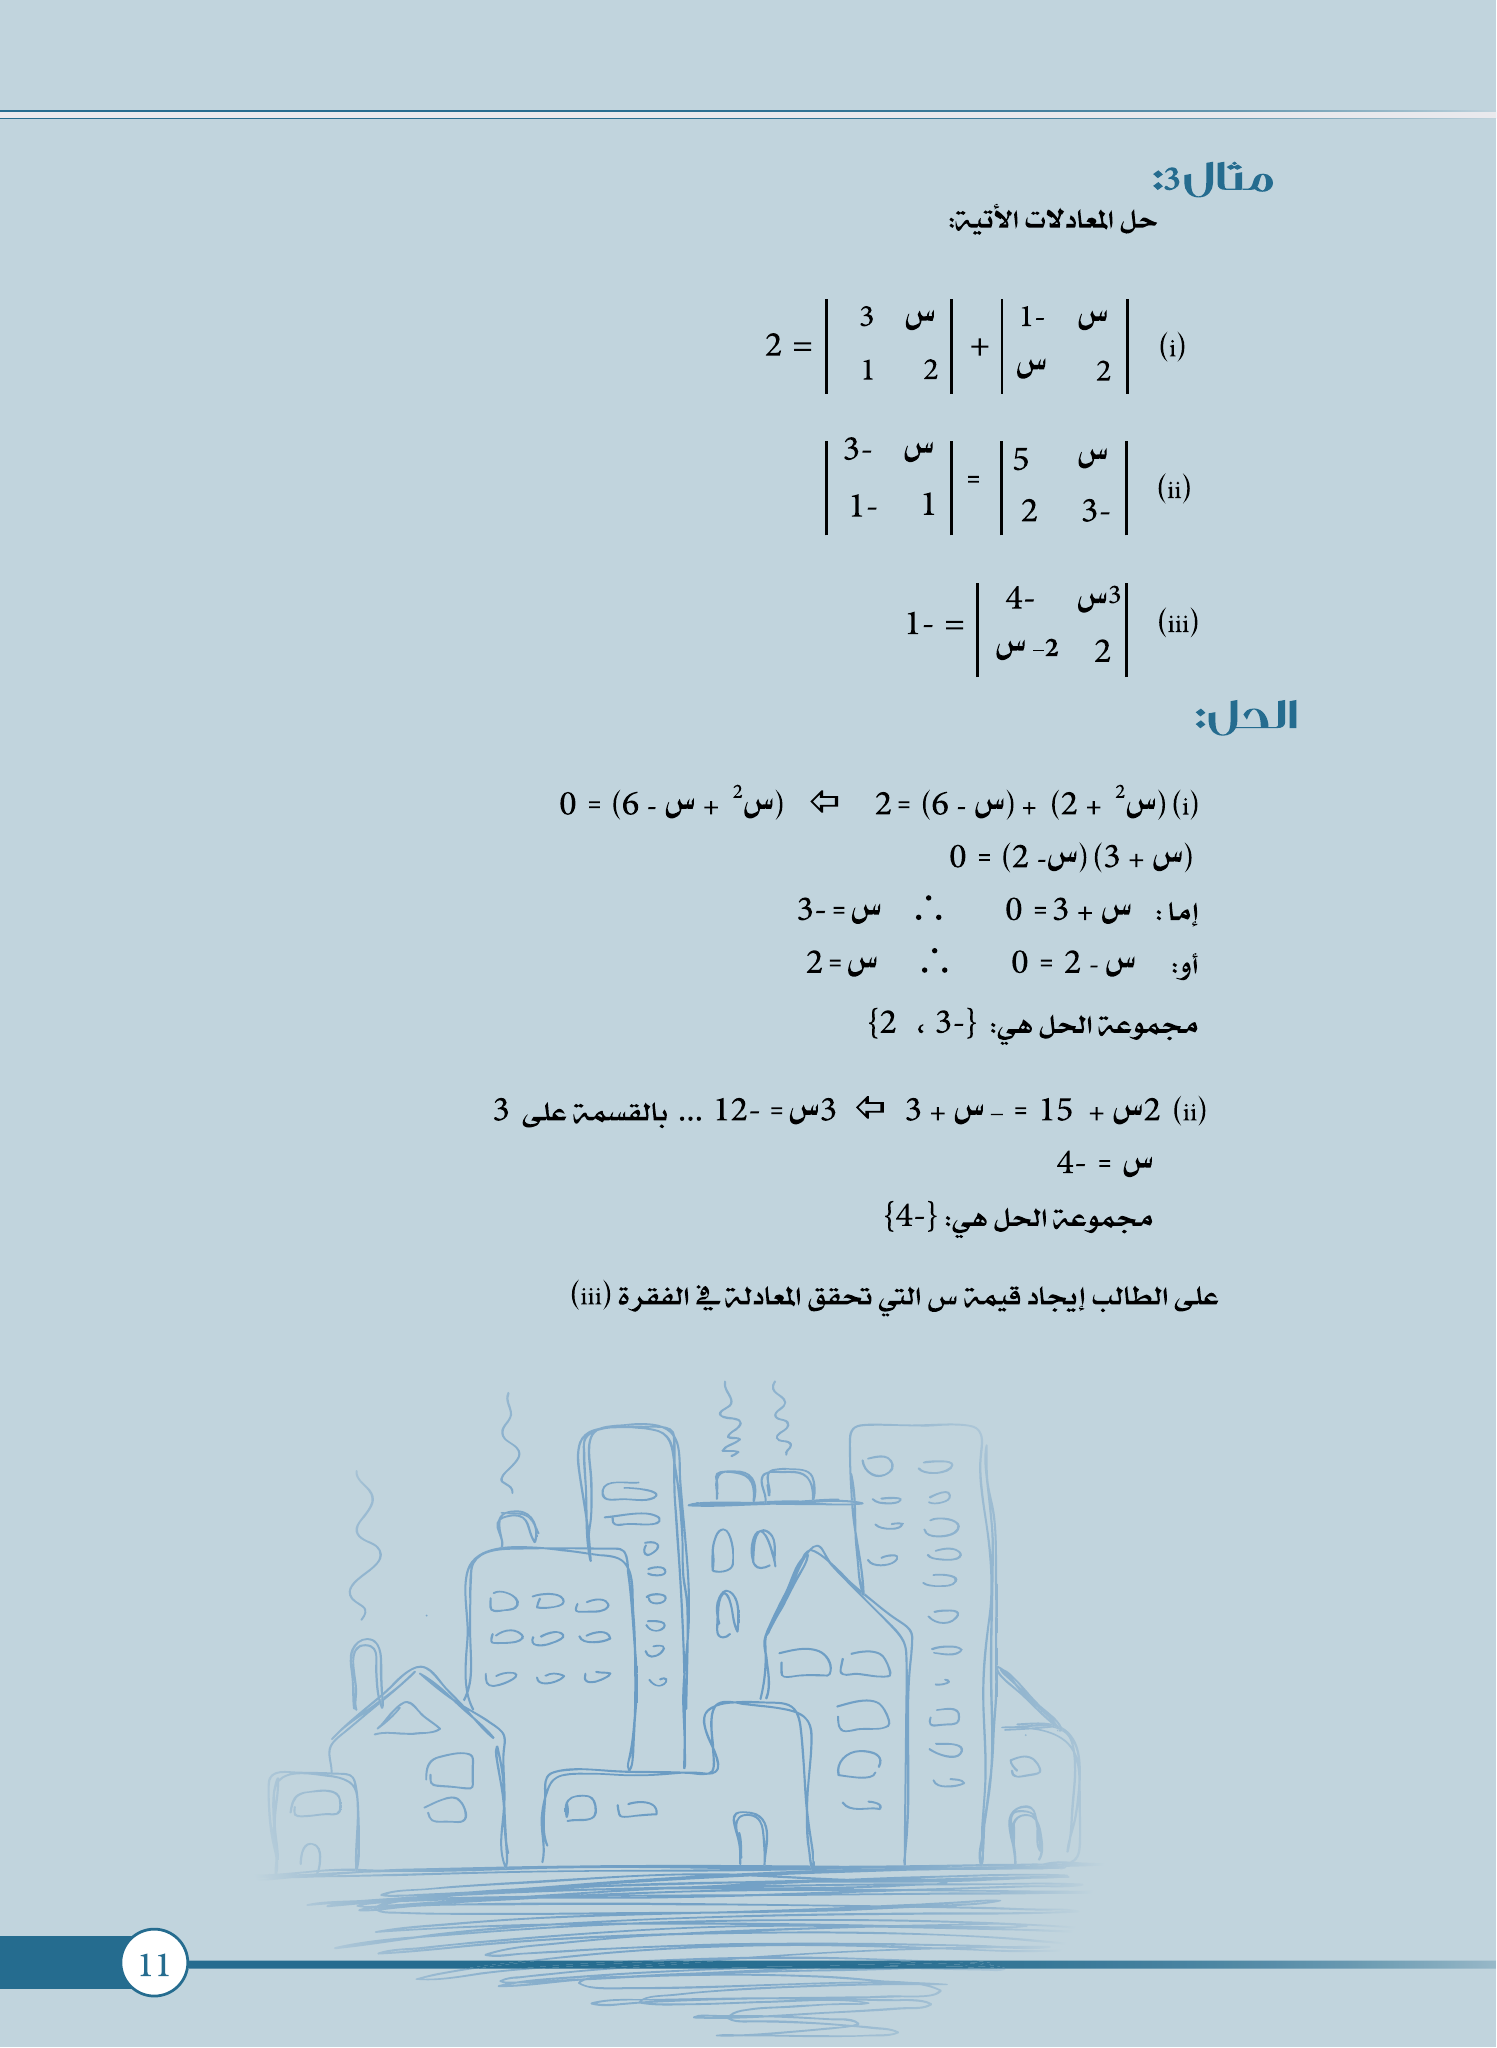 مثال3:
حل المعادلات الأتية:
(i) | س -1 | + | س 3 | = 2
| 2 س | | 2 1 |
(ii) | س 5 | = | س -3 |
| -3 2 | | 1 -1 |
(iii) | 3س -4 | = -1
| 2 2– س |
الحل:
(i) (س² + 2) + (س - 6) = 2 ⇦ (س² + س - 6) = 0
(س + 3)(س- 2) = 0
إما : س + 3 = 0 ∴ س = -3
أو: س - 2 = 0 ∴ س = 2
مجموعة الحل هي: {-3 ، 2}
(ii) 2س + 15 = – س + 3 ⇦ 3س = -12 ... بالقسمة على 3
س = -4
مجموعة الحل هي: {-4}
على الطالب إيجاد قيمة س التي تحقق المعادلة في الفقرة (iii)
11